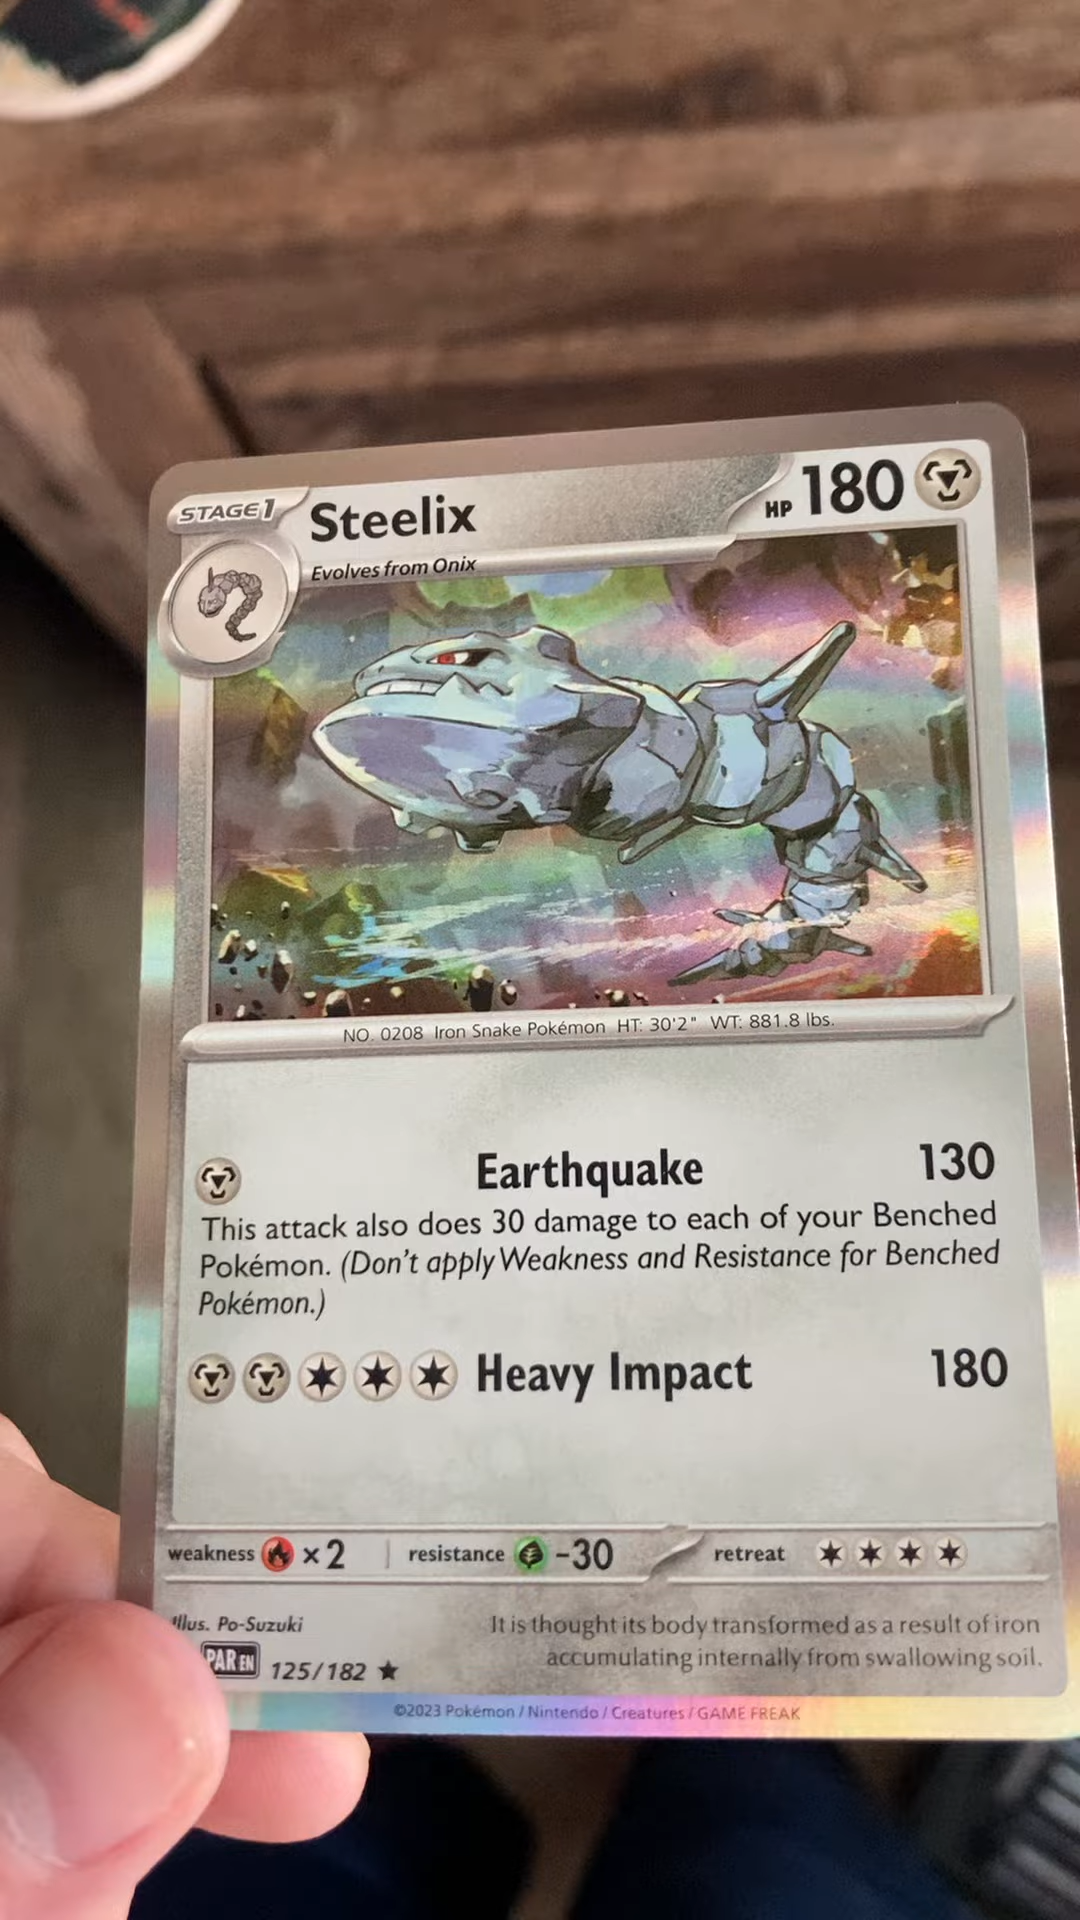 STAGE 1
Steelix
HP 180
Evolves from Onix
NO. 0208 Iron Snake Pokémon HT: 30'2" WT: 881.8 lbs.
Earthquake 130
This attack also does 30 damage to each of your Benched
Pokémon. (Don't apply Weakness and Resistance for Benched
Pokémon.)
Heavy Impact 180
weakness ×2 resistance -30 retreat
Illus. Po-Suzuki
PAR EN 125/182
It is thought its body transformed as a result of iron
accumulating internally from swallowing soil.
©2023 Pokémon / Nintendo / Creatures / GAME FREAK